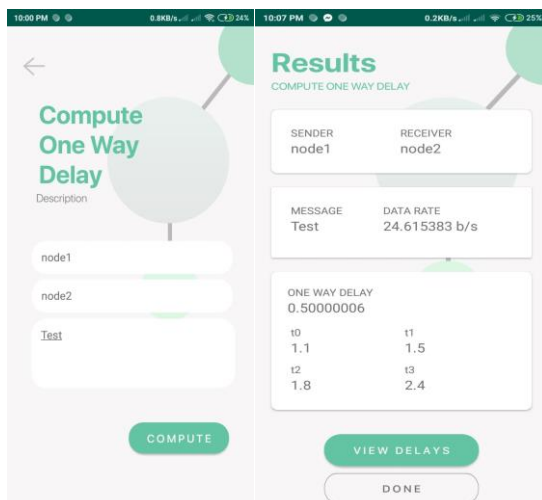 10:00 PM 0.8KB/s 24%
Compute
One Way
Delay
Description
node1
node2
Test
COMPUTE
10:07 PM 0.2KB/s 25%
Results
COMPUTE ONE WAY DELAY
SENDER RECEIVER
node1 node2
MESSAGE DATA RATE
Test 24.615383 b/s
ONE WAY DELAY
0.50000006
t0 t1
1.1 1.5
t2 t3
1.8 2.4
VIEW DELAYS
DONE